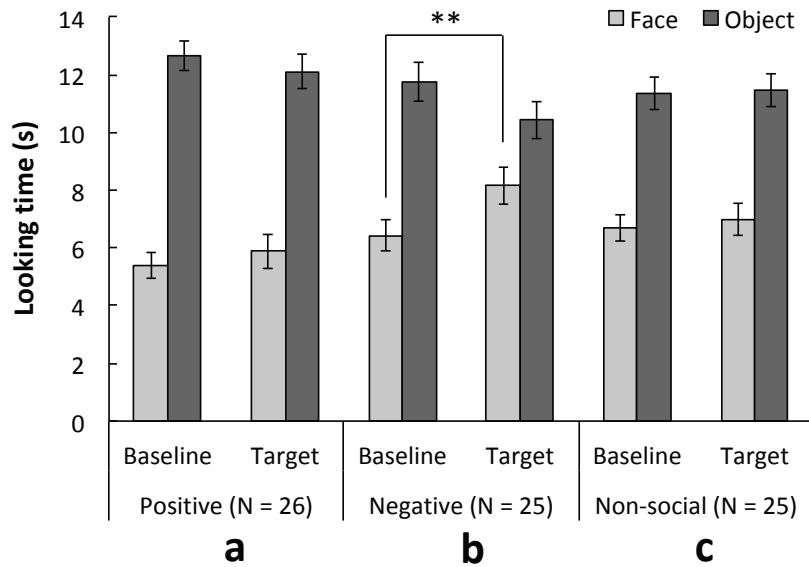 Face Object
**
Looking time (s)
14
12
10
8
6
4
2
0
Baseline Target Baseline Target Baseline Target
Positive (N = 26) Negative (N = 25) Non-social (N = 25)
a b c